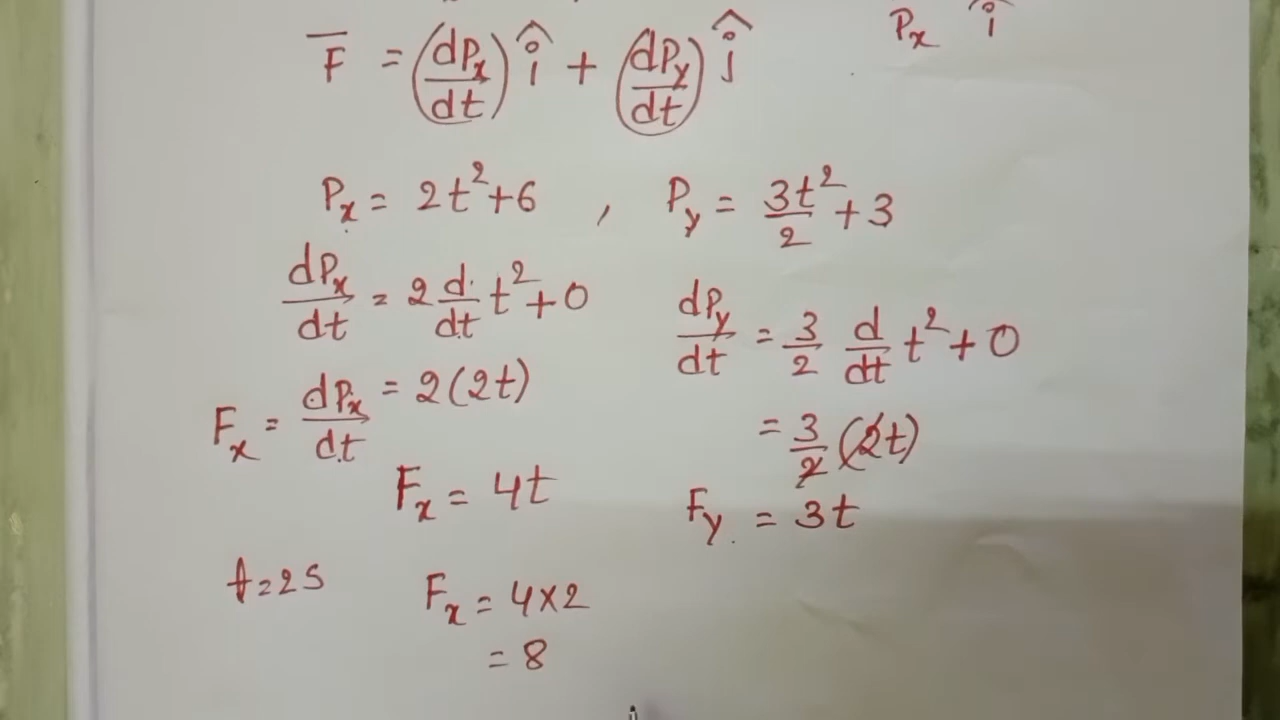 F̅ = (dPx/dt) î + (dPy/dt) ĵ
Px î
Px = 2t²+6 , Py = 3t²/2 + 3
dPx/dt = 2 d/dt t²+0
dPy/dt = 3/2 d/dt t² + 0
Fx = dPx/dt = 2(2t)
= 3/2 (2t)
Fx = 4t
Fy = 3t
t=2s Fx = 4×2
= 8